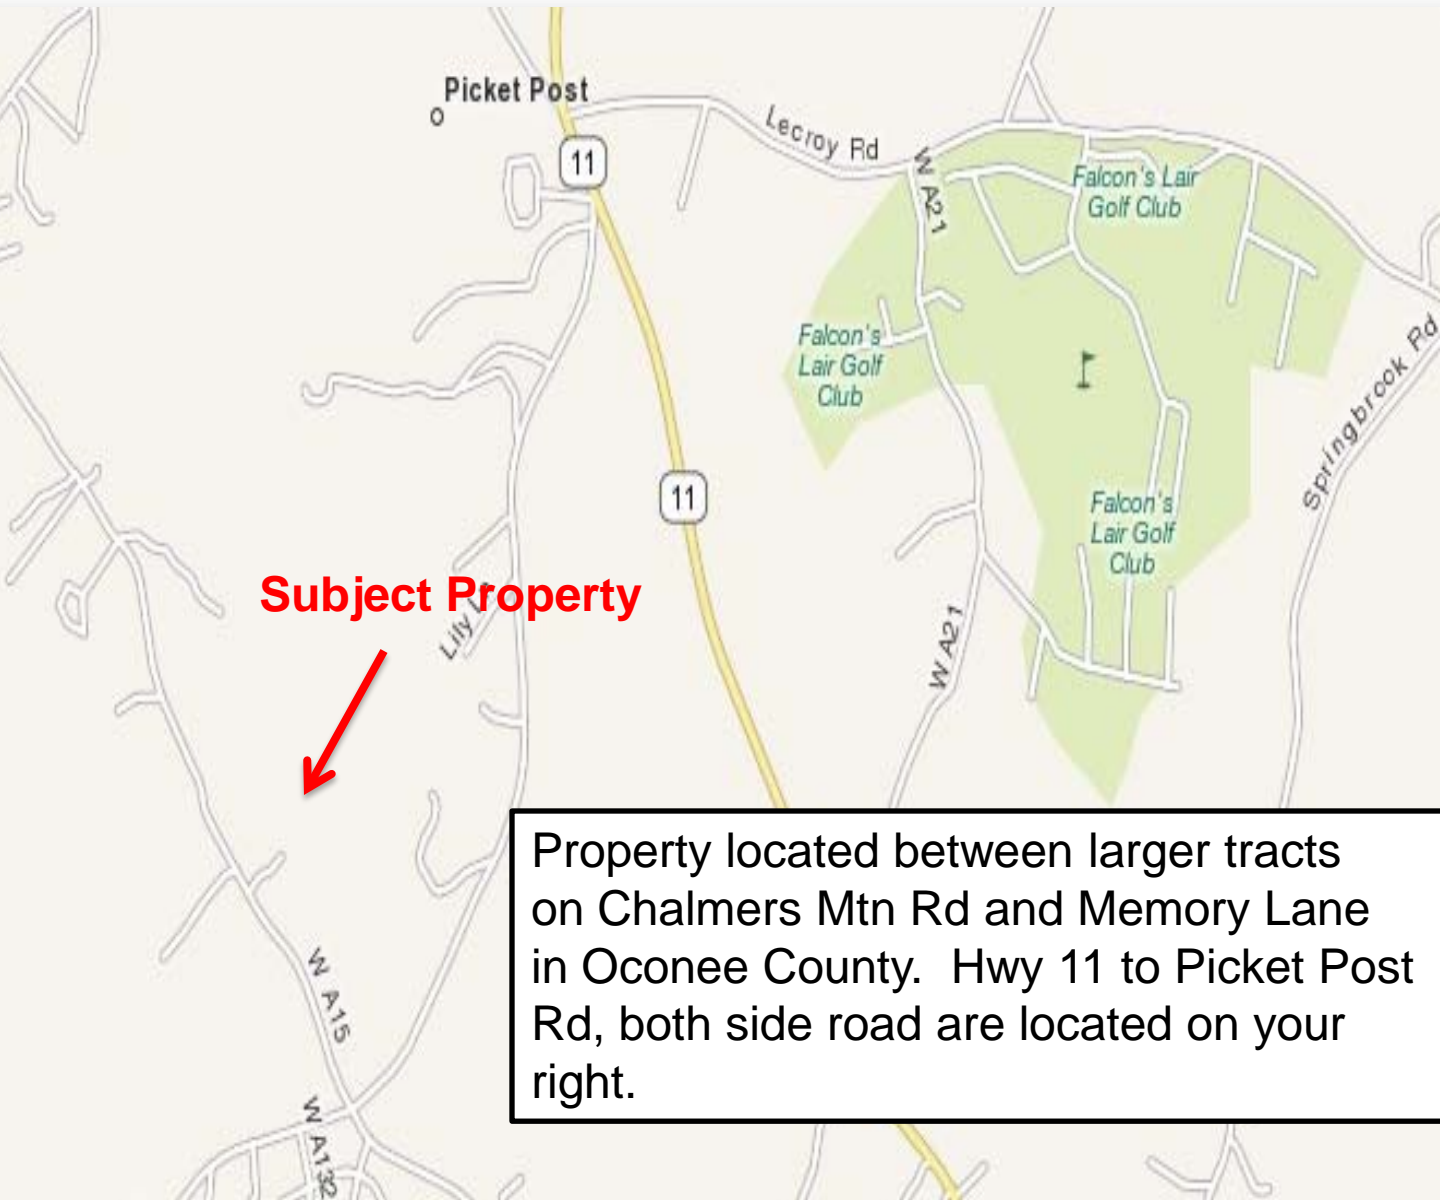 Picket Post
11
Lecroy Rd
W A21
Falcon's Lair
Golf Club
Falcon's
Lair Golf
Club
Springbrook Rd
11
Falcon's
Lair Golf
Club
Subject Property
Lily
W A21
Property located between larger tracts
on Chalmers Mtn Rd and Memory Lane
in Oconee County. Hwy 11 to Picket Post
Rd, both side road are located on your
right.
W A15
W A132